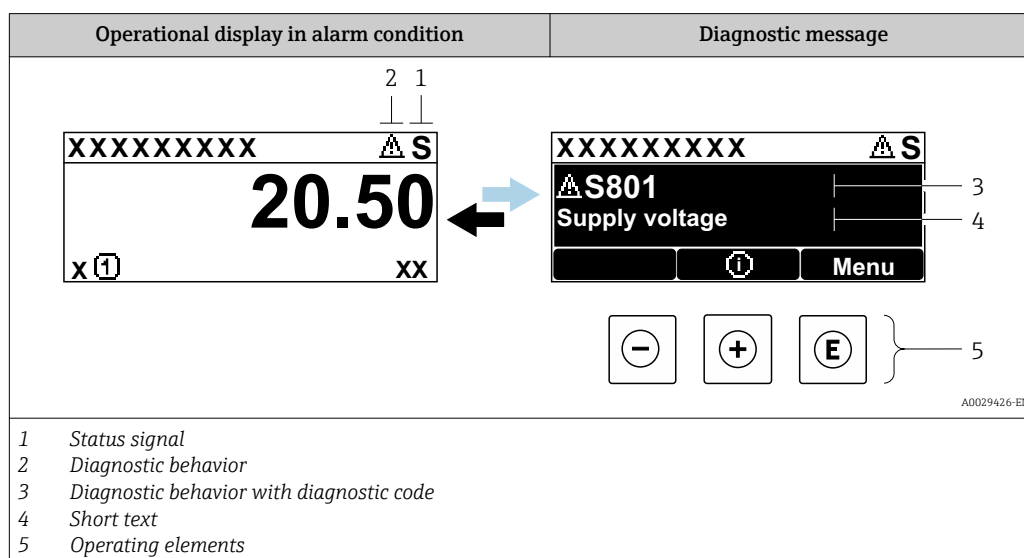 Operational display in alarm condition Diagnostic message
2 1
XXXXXXXXX ⚠ S XXXXXXXXX ⚠ S
20.50 ⚠S801 3
Supply voltage 4
x① xx ⓘ Menu
− + E 5
A0029426-EN
1 Status signal
2 Diagnostic behavior
3 Diagnostic behavior with diagnostic code
4 Short text
5 Operating elements